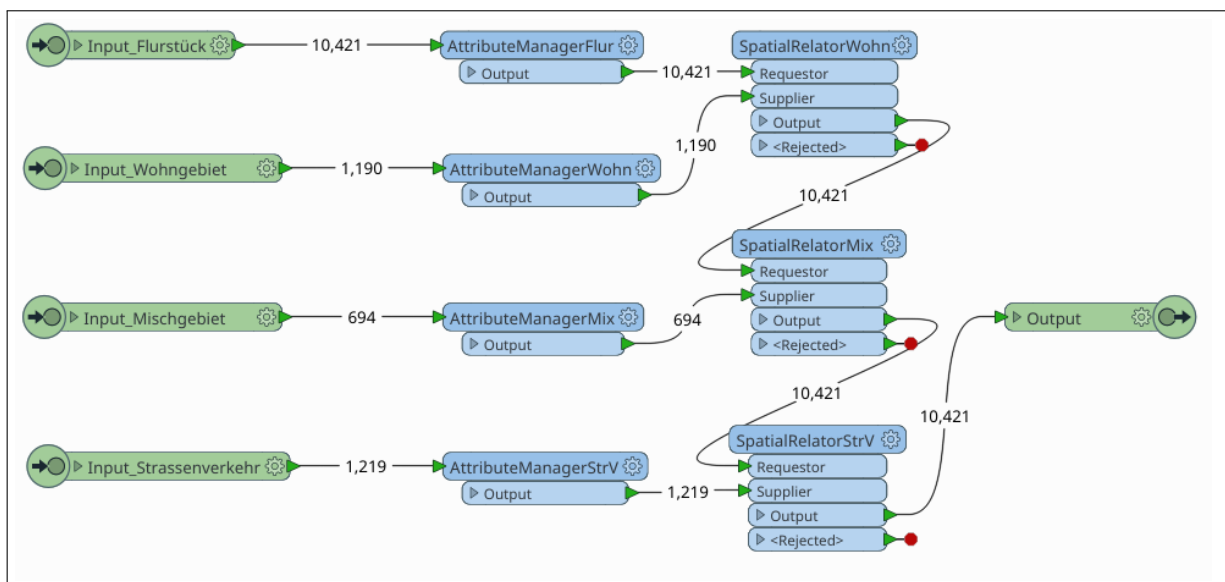 Input_Flurstück
10,421
AttributeManagerFlur
Output
10,421
SpatialRelatorWohn
Requestor
Supplier
Output
<Rejected>
Input_Wohngebiet
1,190
AttributeManagerWohn
Output
1,190
10,421
SpatialRelatorMix
Requestor
Supplier
Output
<Rejected>
Input_Mischgebiet
694
AttributeManagerMix
Output
694
10,421
Input_Strassenverkehr
1,219
AttributeManagerStrV
Output
1,219
SpatialRelatorStrV
Requestor
Supplier
Output
<Rejected>
10,421
Output